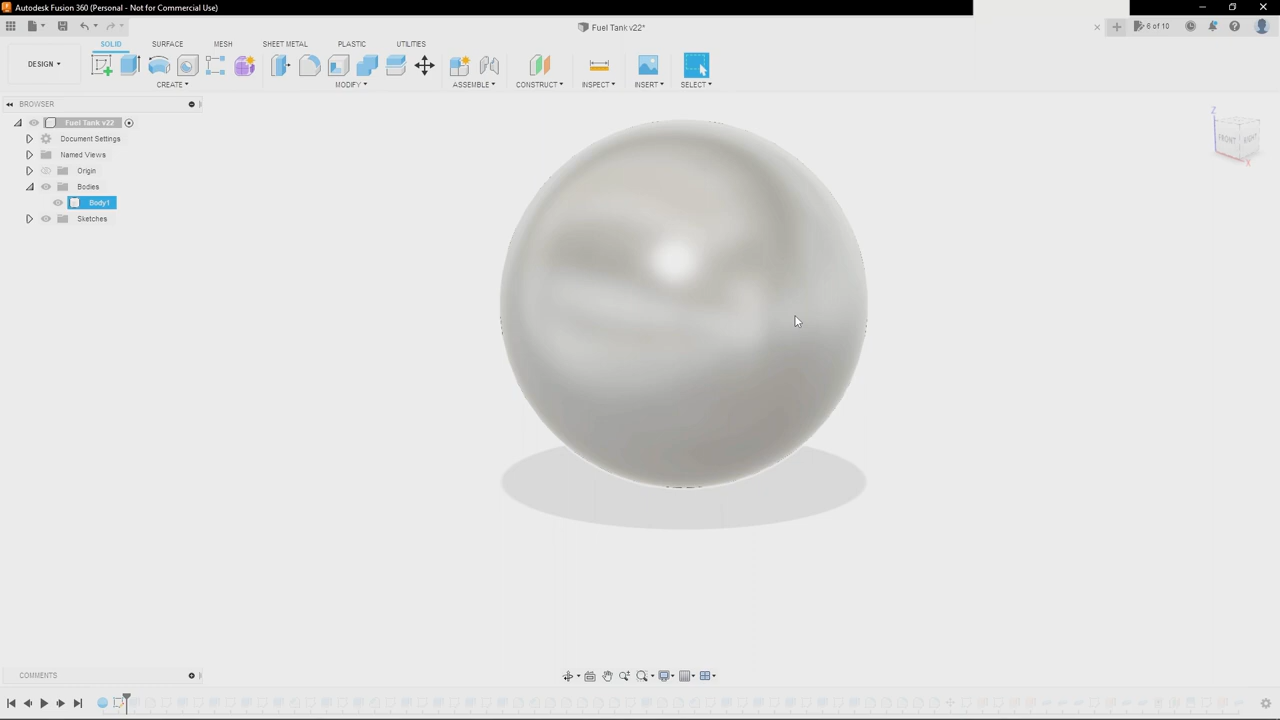 Autodesk Fusion 360 (Personal - Not for Commercial Use)
Fuel Tank v22*
6 of 10
DESIGN
SOLID
SURFACE
MESH
SHEET METAL
PLASTIC
UTILITIES
CREATE
MODIFY
ASSEMBLE
CONSTRUCT
INSPECT
INSERT
SELECT
BROWSER
Fuel Tank v22
Document Settings
Named Views
Origin
Bodies
Body1
Sketches
Z
FRONT
RIGHT
X
COMMENTS